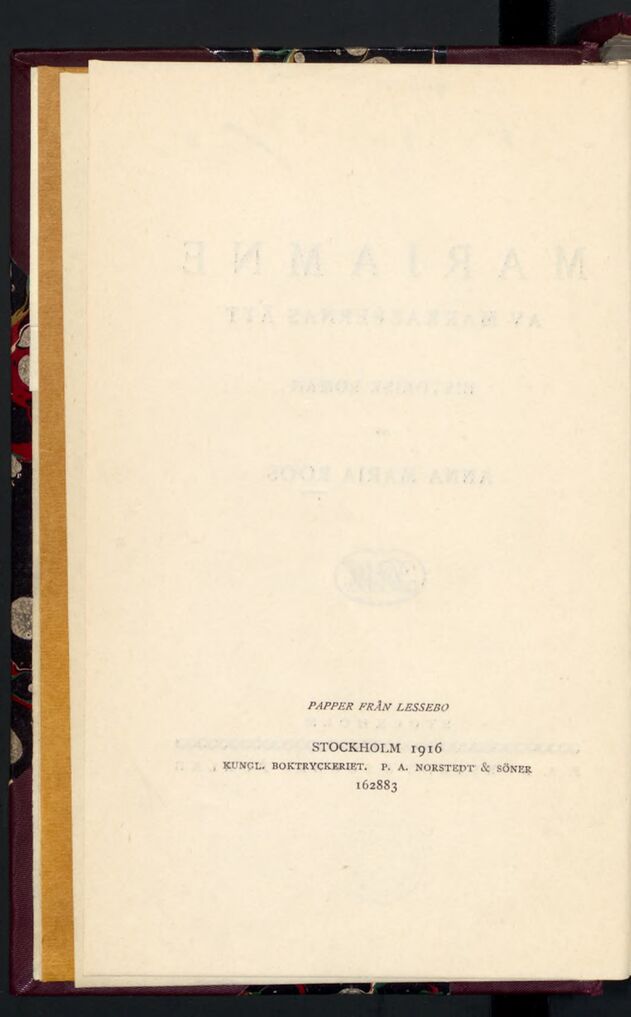 PAPPER FRÅN LESSEBO
STOCKHOLM 1916
KUNGL. BOKTRYCKERIET. P. A. NORSTEDT & SÖNER
162883